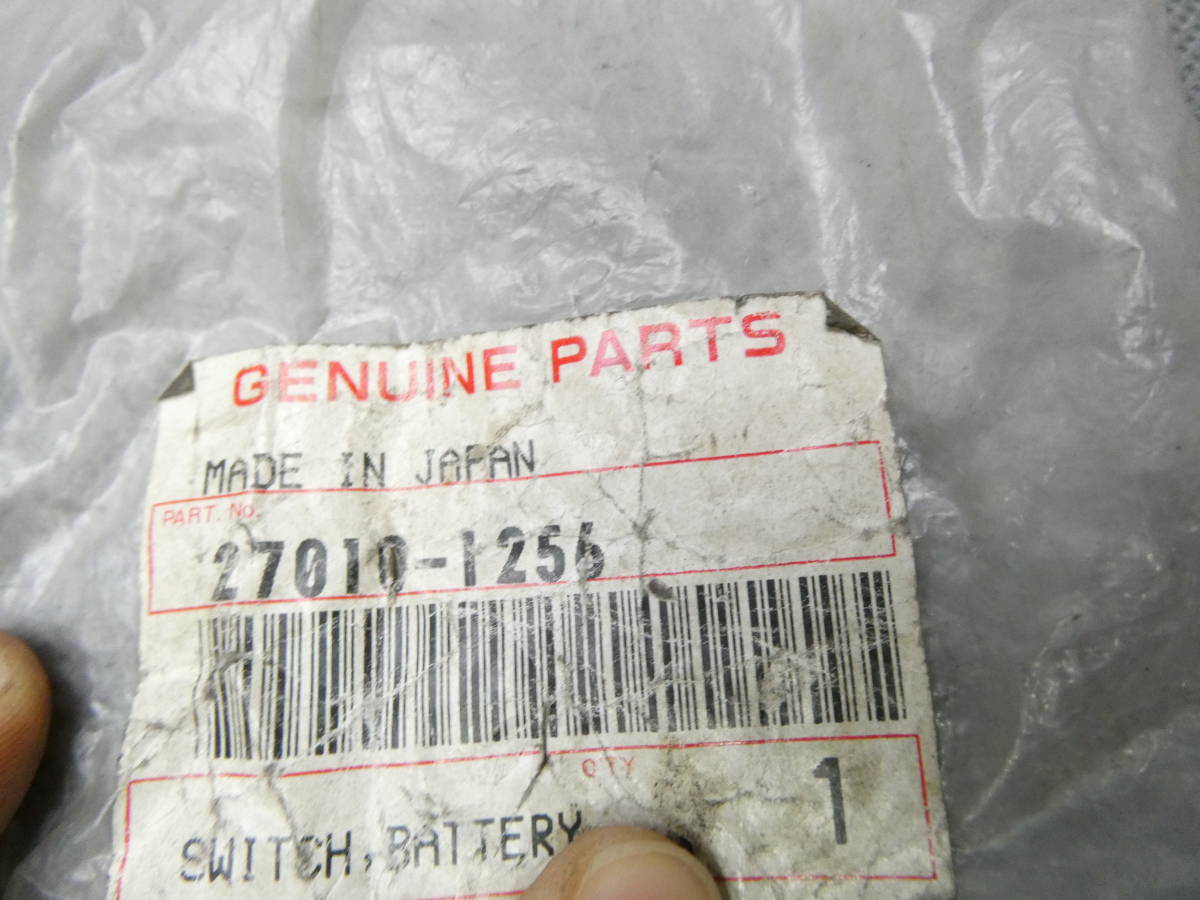 GENUINE PARTS
MADE IN JAPAN
PART. No.
27010-1256
QTY
1
SWITCH, BATTERY